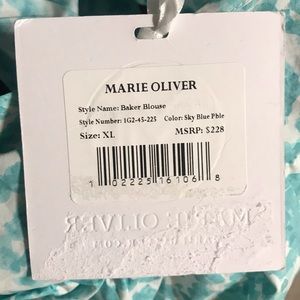 MARIE OLIVER
Style Name: Baker Blouse
Style Number: 1G2-45-225 Color: Sky Blue Pble
Size: XL MSRP: $228
1 02225 16106 8